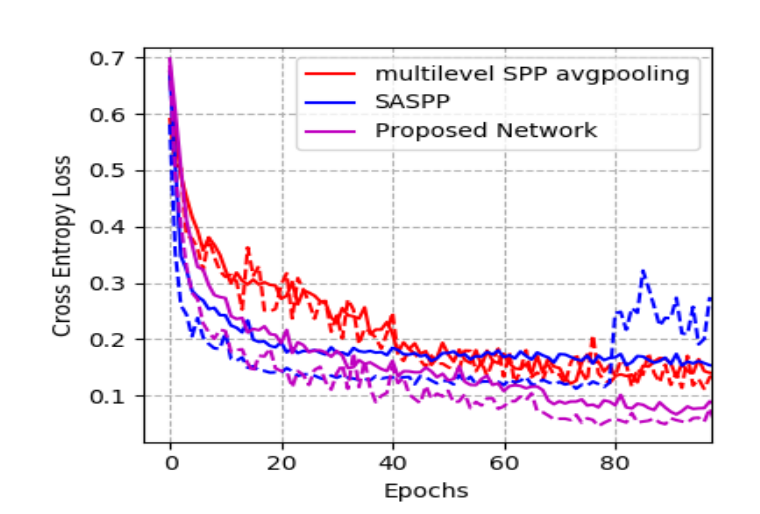 0.7
0.6
0.5
0.4
0.3
0.2
0.1
Cross Entropy Loss
multilevel SPP avgpooling
SASPP
Proposed Network
0 20 40 60 80
Epochs